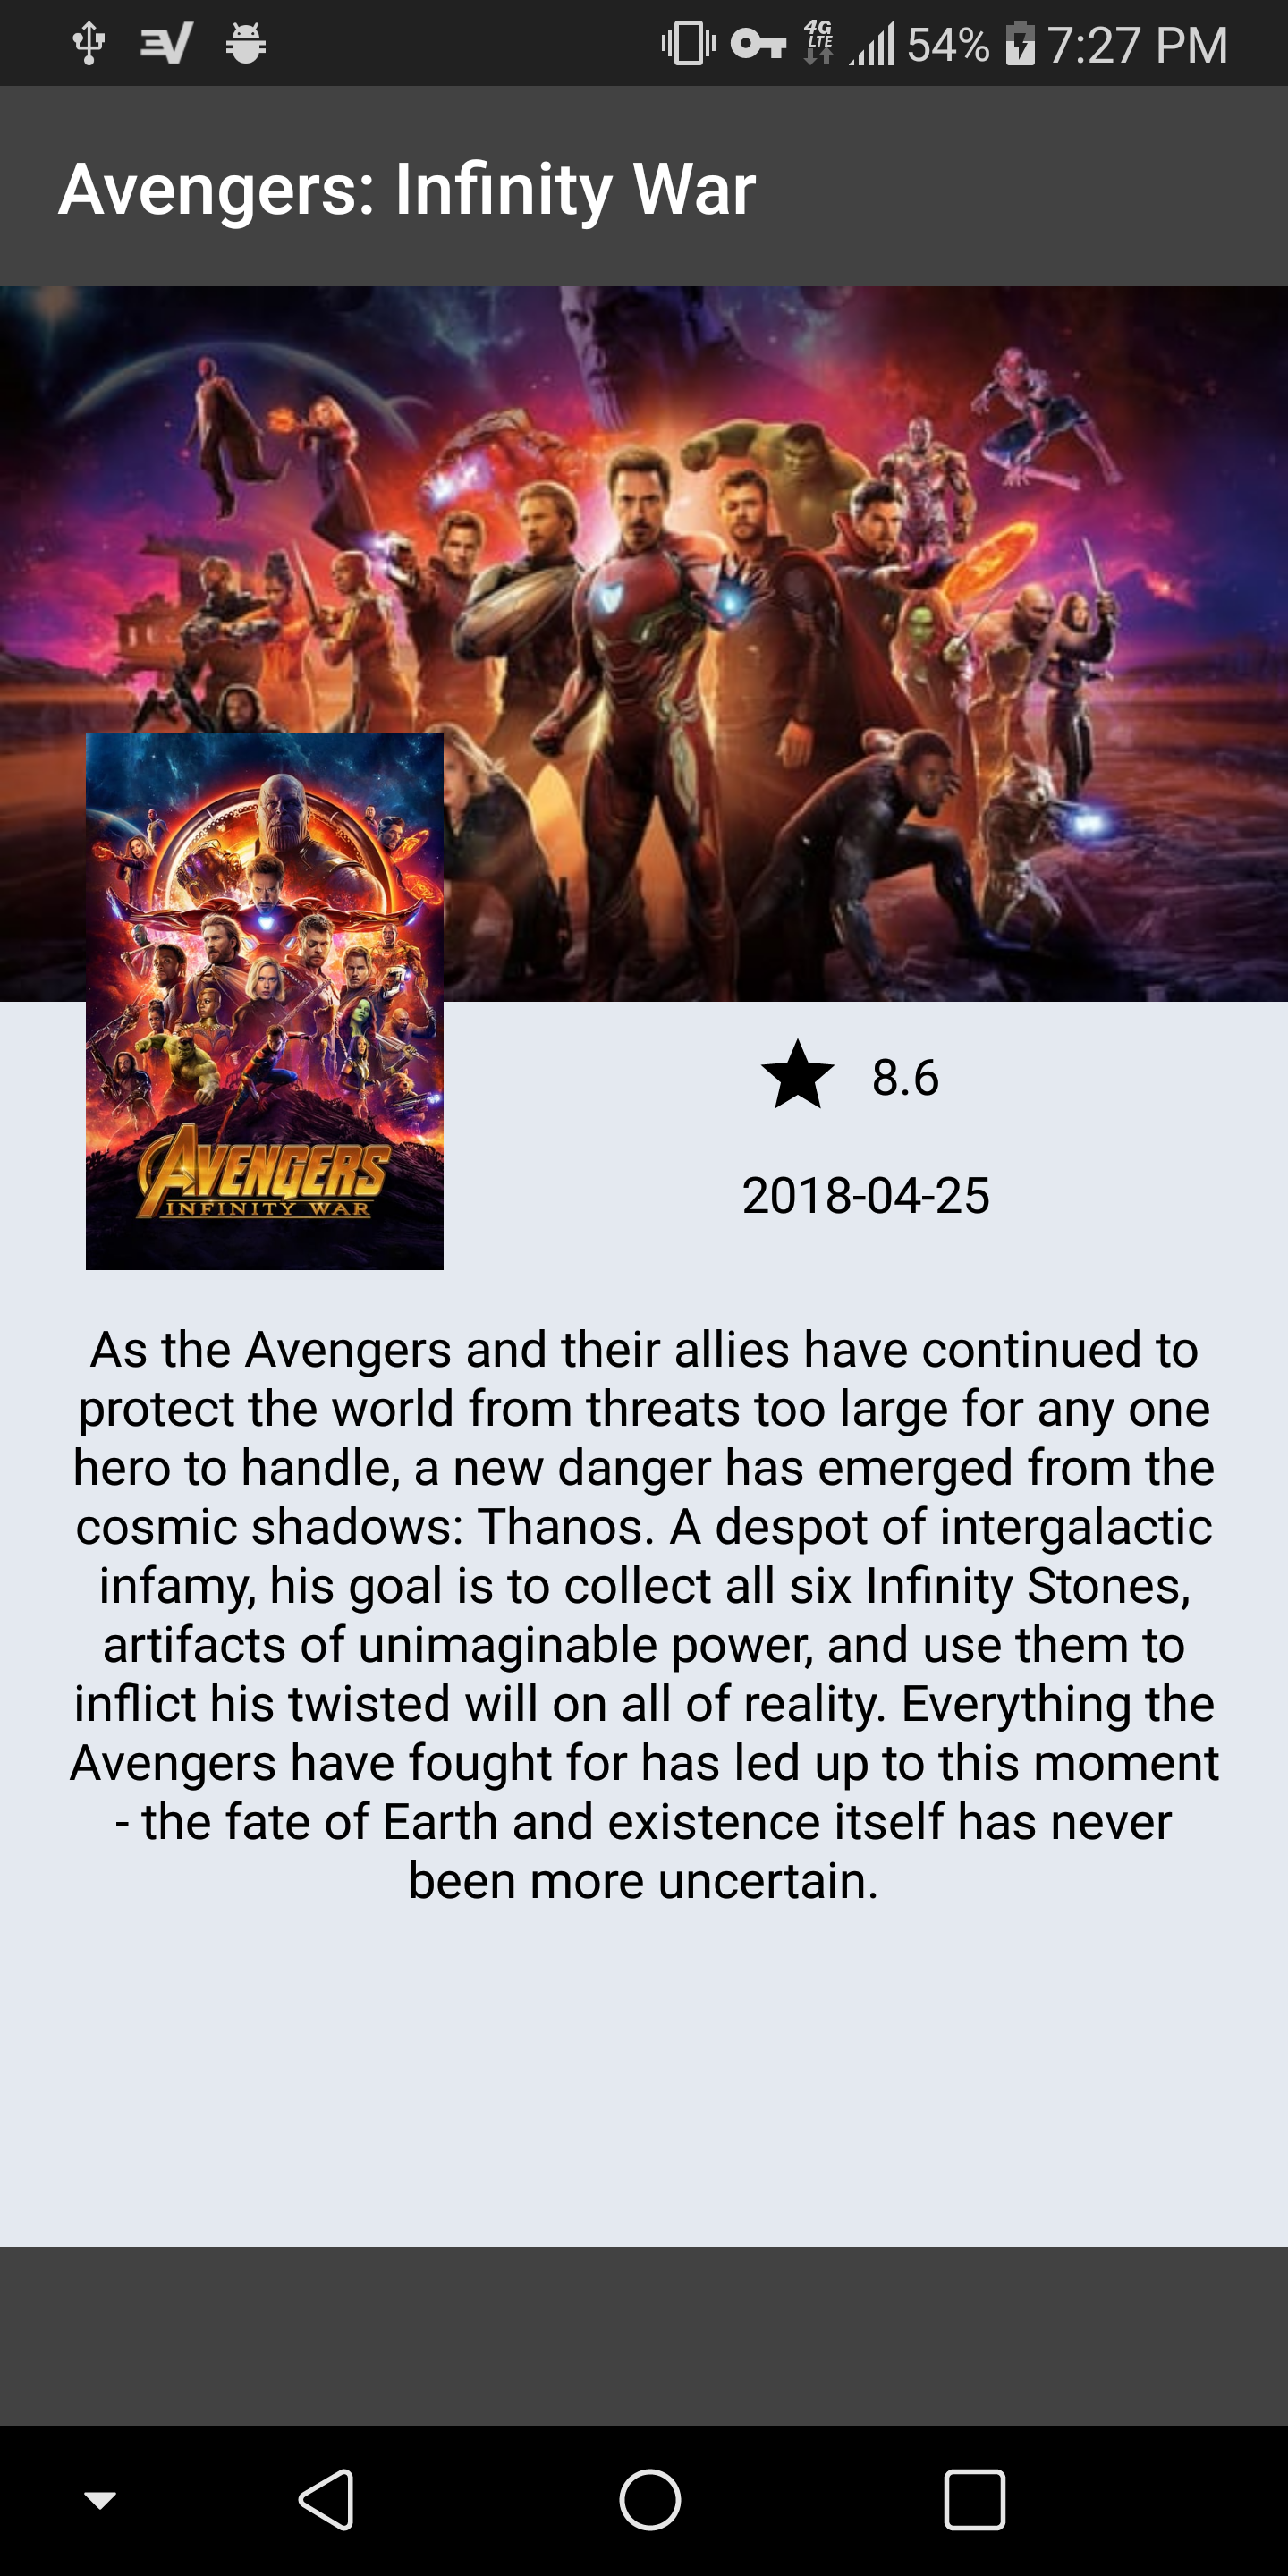 EV
4G
LTE
54%
7:27 PM
Avengers: Infinity War
AVENGERS
INFINITY WAR
8.6
2018-04-25
As the Avengers and their allies have continued to
protect the world from threats too large for any one
hero to handle, a new danger has emerged from the
cosmic shadows: Thanos. A despot of intergalactic
infamy, his goal is to collect all six Infinity Stones,
artifacts of unimaginable power, and use them to
inflict his twisted will on all of reality. Everything the
Avengers have fought for has led up to this moment
- the fate of Earth and existence itself has never
been more uncertain.